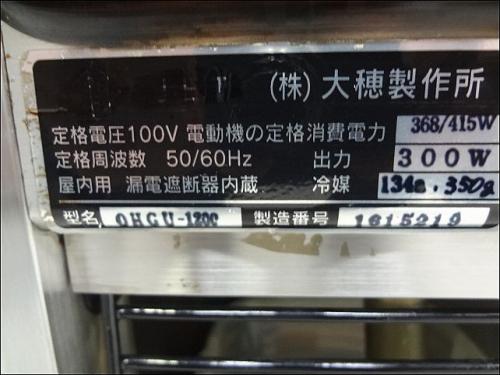 (株) 大穂製作所
定格電圧100V 電動機の定格消費電力 368/415W
定格周波数 50/60Hz 出力 300W
屋内用 漏電遮断器内蔵 冷媒 134a. 350g
型名 OHGU-1200 製造番号 1615219